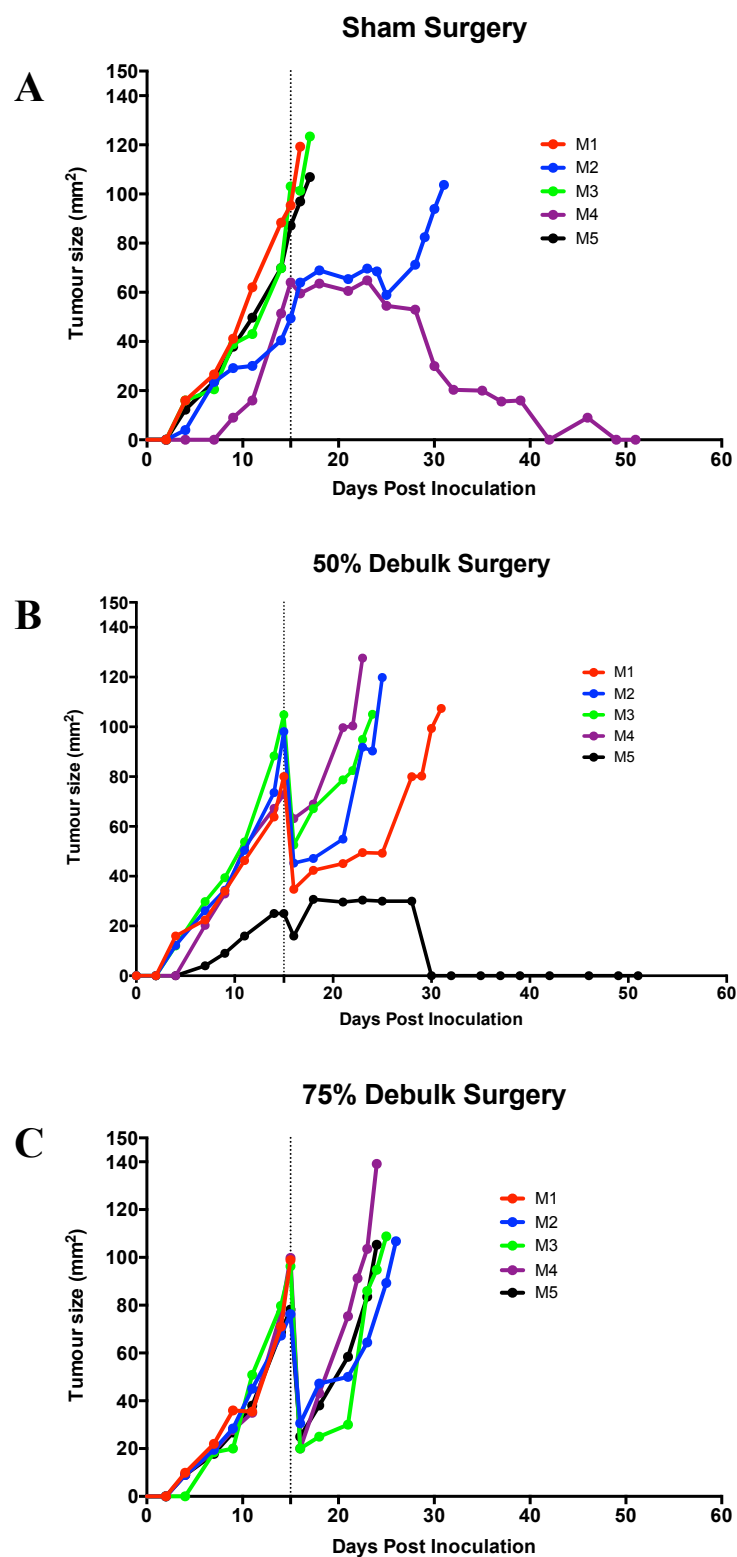 Sham Surgery
A
150
140
120
100
80
60
40
20
0
Tumour size (mm²)
M1
M2
M3
M4
M5
0 10 20 30 40 50 60
Days Post Inoculation
50% Debulk Surgery
B
150
140
120
100
80
60
40
20
0
Tumour size (mm²)
M1
M2
M3
M4
M5
0 10 20 30 40 50 60
Days Post Inoculation
75% Debulk Surgery
C
150
140
120
100
80
60
40
20
0
Tumour size (mm²)
M1
M2
M3
M4
M5
0 10 20 30 40 50 60
Days Post Inoculation